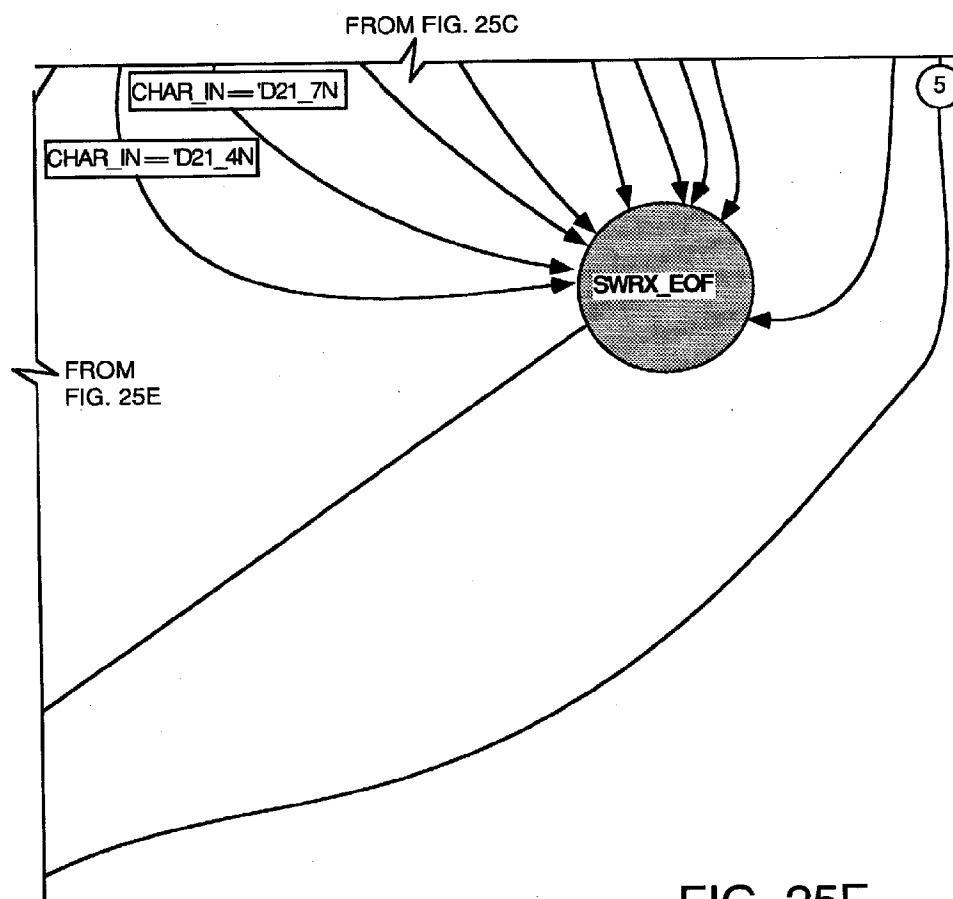 FROM FIG. 25C
5
CHAR_IN=='D21_7N
CHAR_IN=='D21_4N
SWRX_EOF
FROM
FIG. 25E